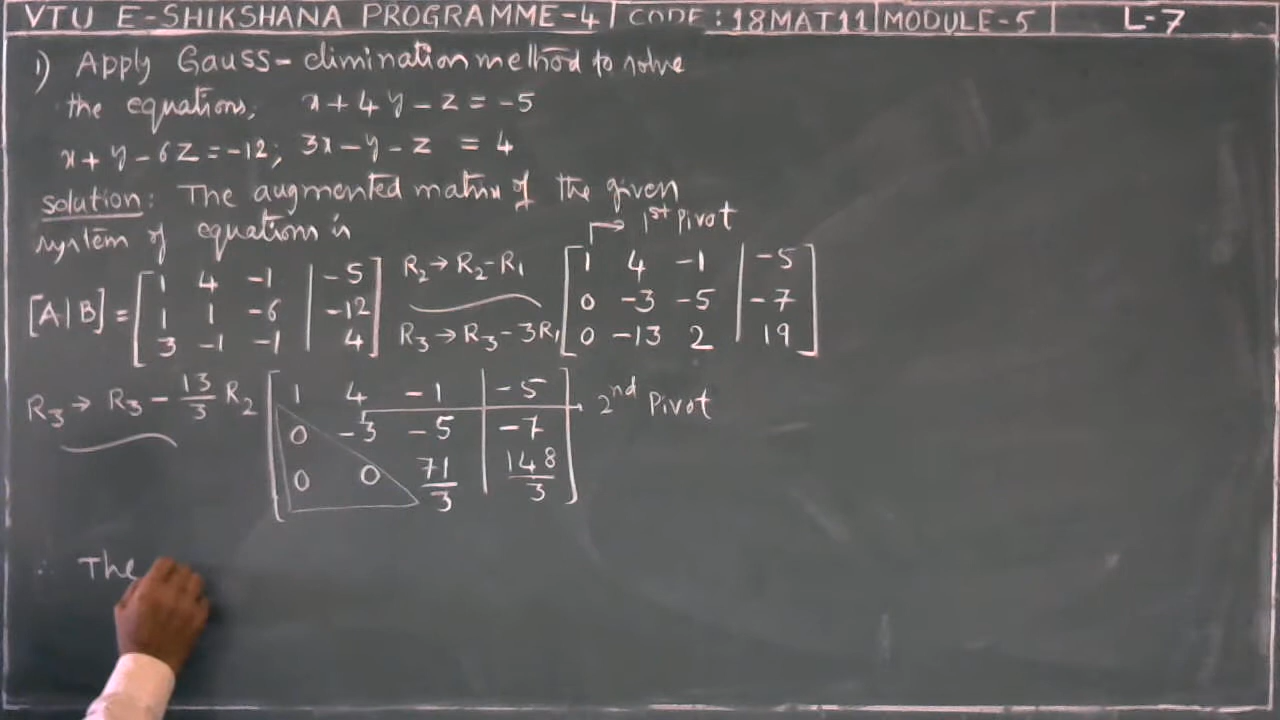 VTU E-SHIKSHANA PROGRAMME-4 | CODE: 18MAT11 | MODULE-5 | L-7
1) Apply Gauss-elimination method to solve
the equations, x+4y-z=-5
x+y-6z=-12; 3x-y-z = 4
Solution: The augmented matrix of the given
system of equations is
1st Pivot
[A|B] = [1 4 -1 | -5
1 1 -6 | -12
3 -1 -1 | 4]
R2→R2-R1
R3→R3-3R1
[1 4 -1 | -5
0 -3 -5 | -7
0 -13 2 | 19]
R3→R3-13/3 R2
[1 4 -1 | -5
0 -3 -5 | -7
0 0 71/3 | 148/3]
2nd Pivot
∴ The